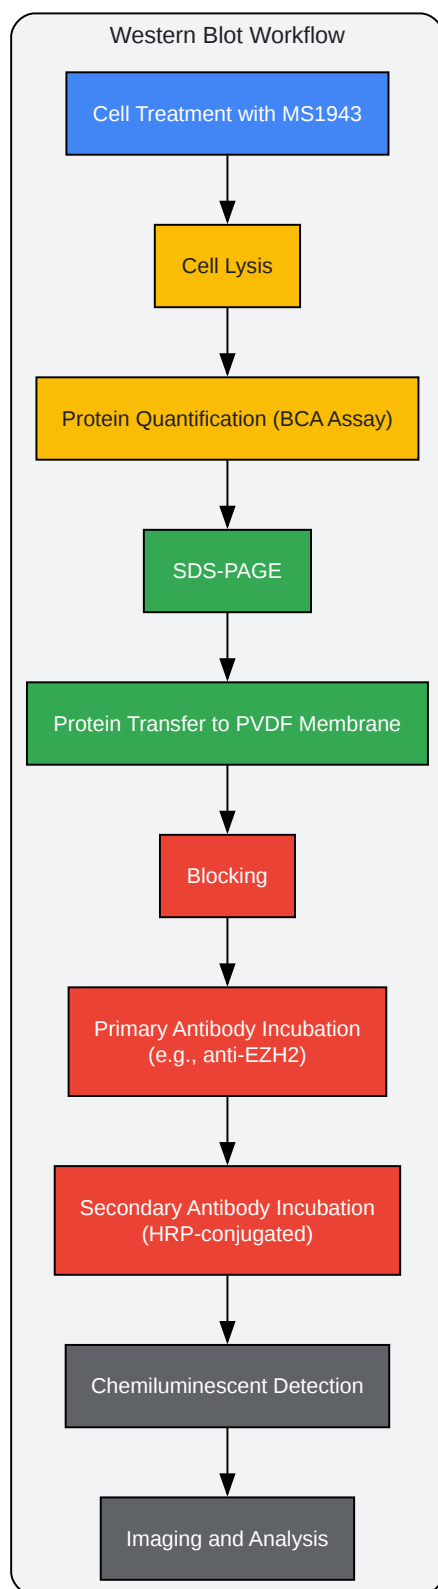 Western Blot Workflow
Cell Treatment with MS1943
Cell Lysis
Protein Quantification (BCA Assay)
SDS-PAGE
Protein Transfer to PVDF Membrane
Blocking
Primary Antibody Incubation
(e.g., anti-EZH2)
Secondary Antibody Incubation
(HRP-conjugated)
Chemiluminescent Detection
Imaging and Analysis